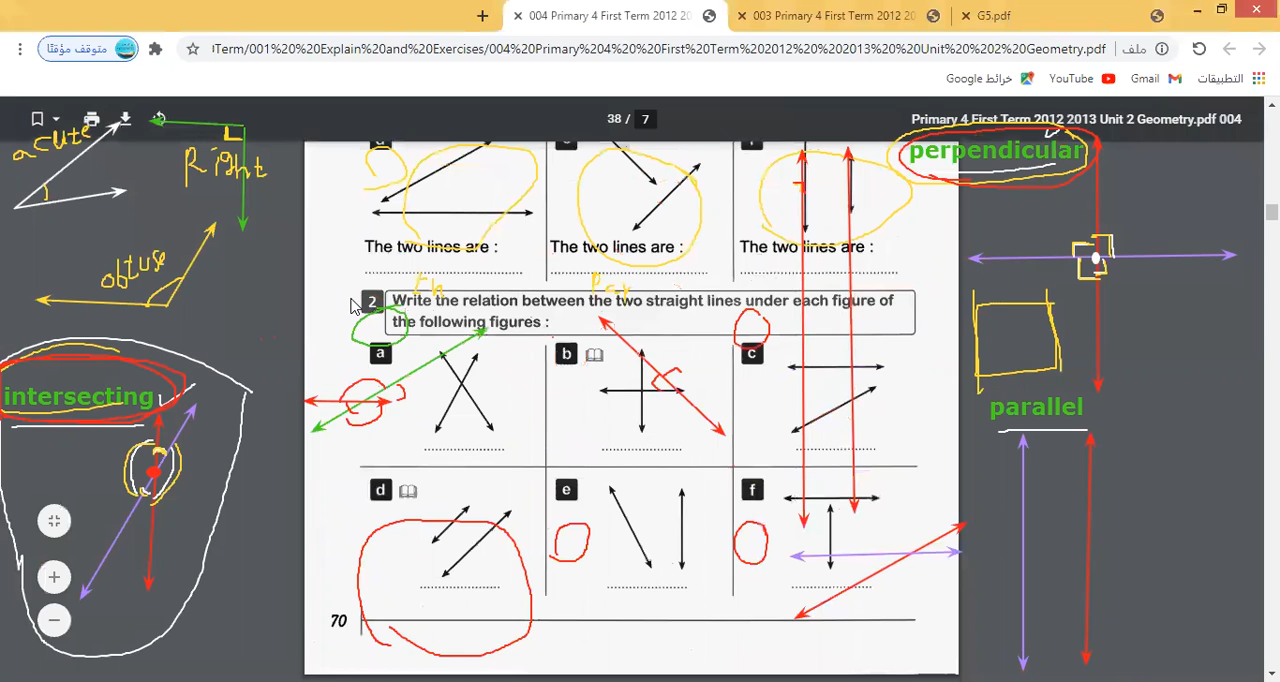 004 Primary 4 First Term 2012 20
003 Primary 4 First Term 2012
G5.pdf
متوقف مؤقتًا
ITerm/001%20%20Explain%20and%20Exercises/004%20Primary%204%20%20First%20Term%2012%20%202013%20%20Unit%20%202%20Geometry.pdf
ملف
خرائط Google
YouTube
Gmail
التطبيقات
38 / 7
Primary 4 First Term 2012 2013 Unit 2 Geometry.pdf 004
acute
Right
perpendicular
The two lines are :
The two lines are :
The two lines are :
obtuse
2 Write the relation between the two straight lines under each figure of
the following figures :
a
b
c
intersecting
parallel
d
e
f
70